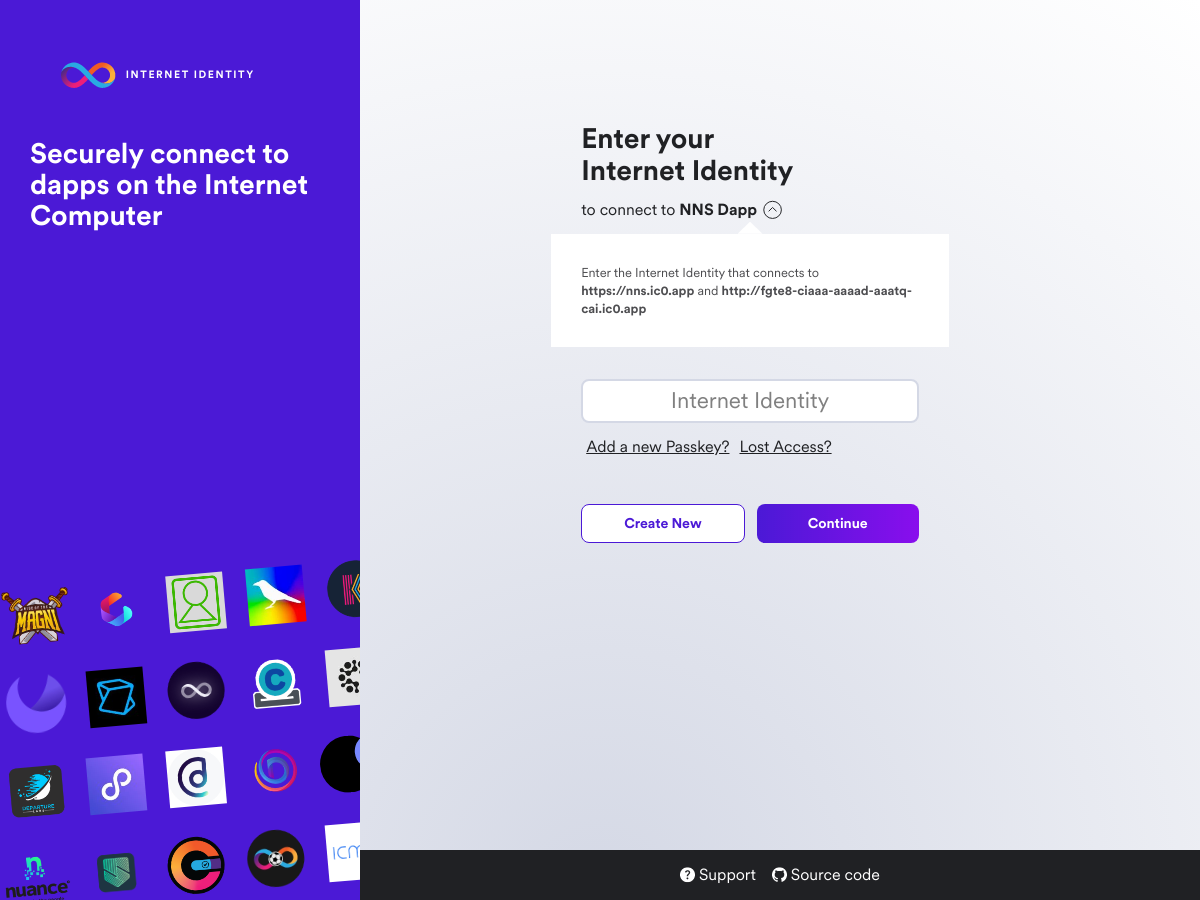 INTERNET IDENTITY
Securely connect to
dapps on the Internet
Computer
Enter your
Internet Identity
to connect to NNS Dapp
Enter the Internet Identity that connects to
https://nns.ic0.app and http://fgte8-ciaaa-aaaad-aaatq-
cai.ic0.app
Internet Identity
Add a new Passkey? Lost Access?
Create New Continue
MAGNI
C
DEPARTURE
LABS
ICM
nuance
? Support Source code